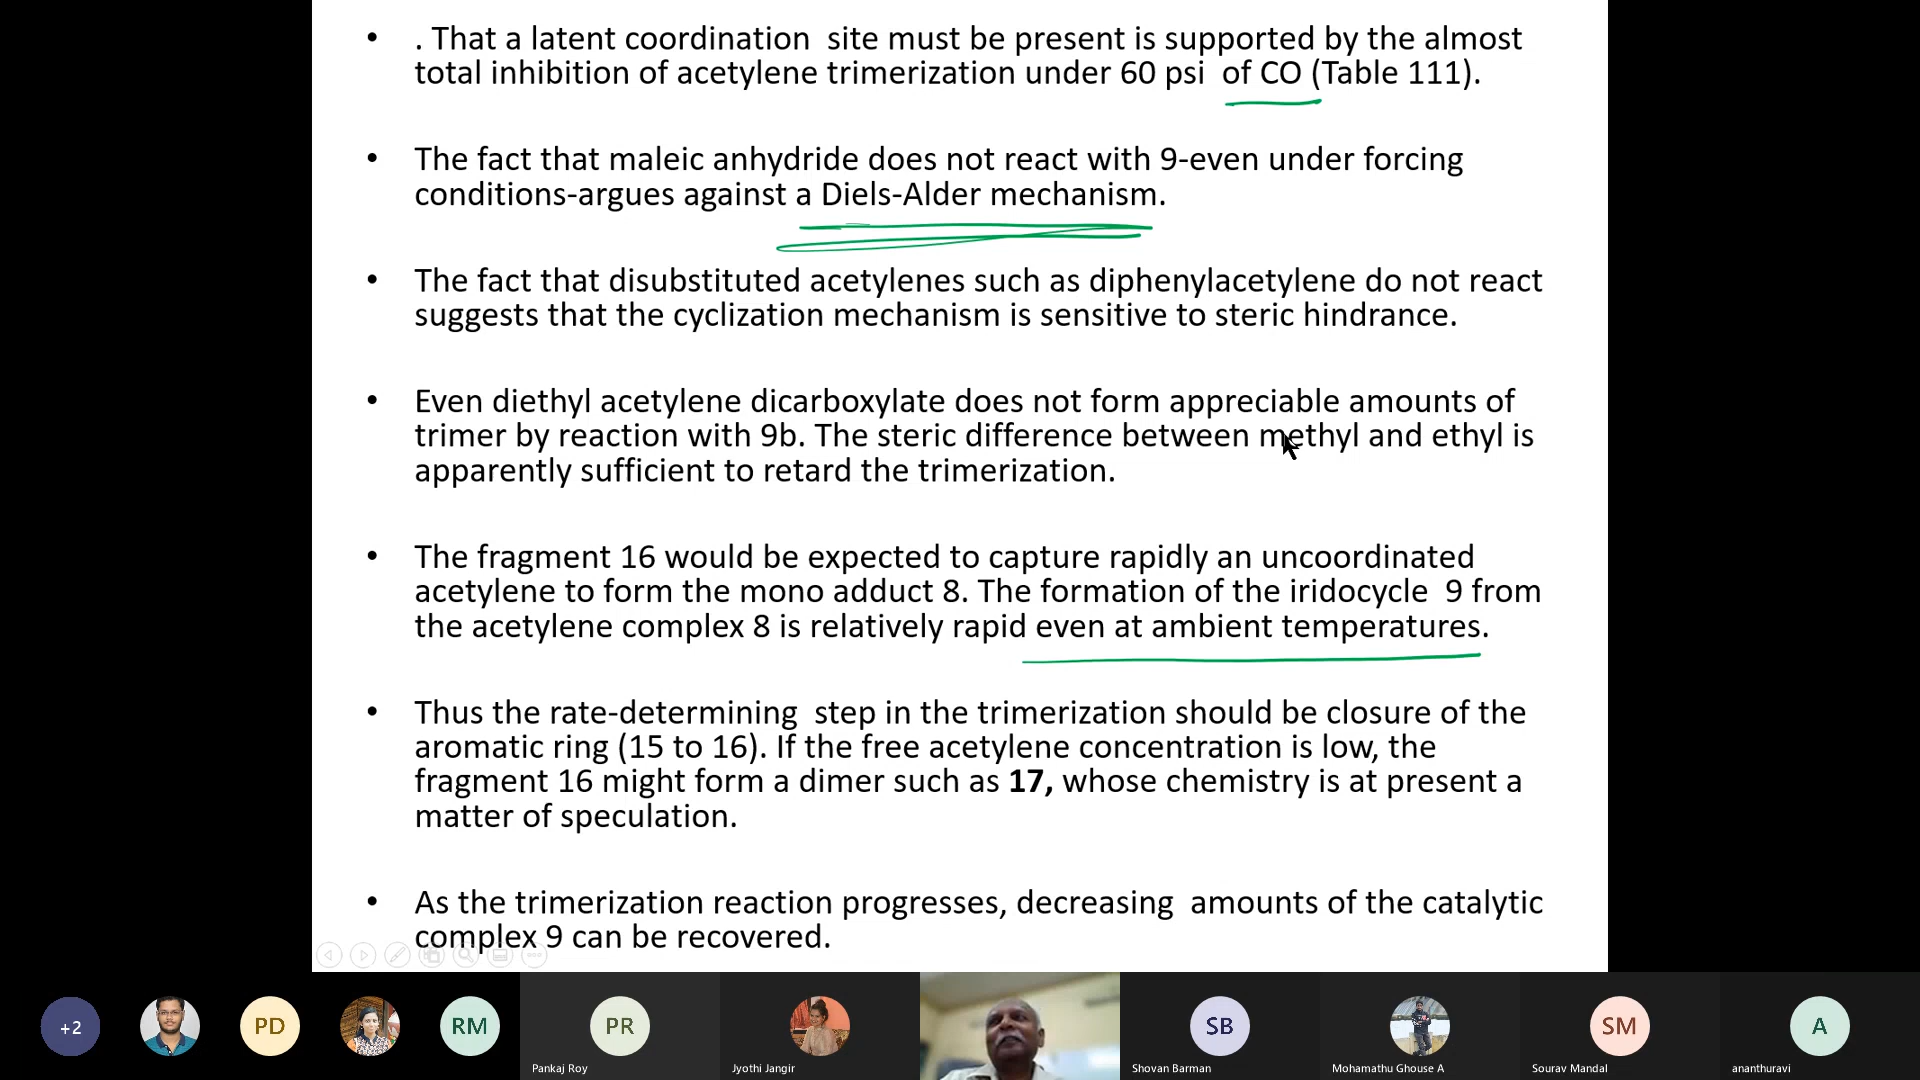 • . That a latent coordination site must be present is supported by the almost
total inhibition of acetylene trimerization under 60 psi of CO (Table 111).
• The fact that maleic anhydride does not react with 9-even under forcing
conditions-argues against a Diels-Alder mechanism.
• The fact that disubstituted acetylenes such as diphenylacetylene do not react
suggests that the cyclization mechanism is sensitive to steric hindrance.
• Even diethyl acetylene dicarboxylate does not form appreciable amounts of
trimer by reaction with 9b. The steric difference between methyl and ethyl is
apparently sufficient to retard the trimerization.
• The fragment 16 would be expected to capture rapidly an uncoordinated
acetylene to form the mono adduct 8. The formation of the iridocycle 9 from
the acetylene complex 8 is relatively rapid even at ambient temperatures.
• Thus the rate-determining step in the trimerization should be closure of the
aromatic ring (15 to 16). If the free acetylene concentration is low, the
fragment 16 might form a dimer such as 17, whose chemistry is at present a
matter of speculation.
• As the trimerization reaction progresses, decreasing amounts of the catalytic
complex 9 can be recovered.
+2
PD
RM
PR
SB
SM
A
Pankaj Roy
Jyothi Jangir
Shovan Barman
Mohamathu Ghouse A
Sourav Mandal
ananthuravi